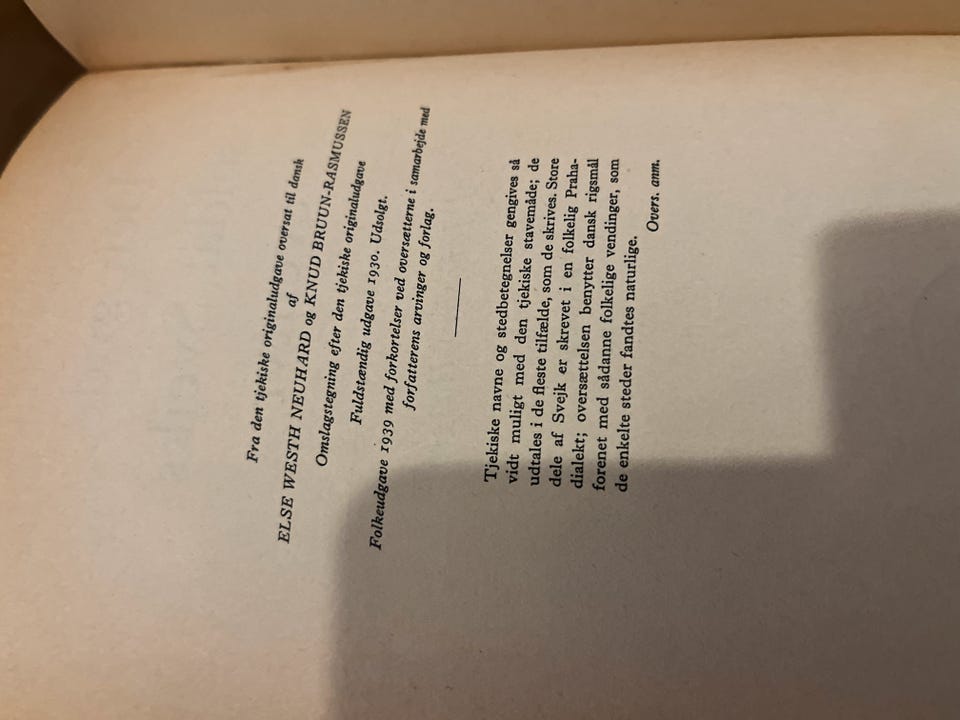 Fra den tjekiske originaludgave oversat til dansk
af
ELSE WESTH NEUHARD og KNUD BRUUN-RASMUSSEN
Omslagstegning efter den tjekiske originaludgave
Fuldstændig udgave 1930. Udsolgt.
Folkeudgave 1939 med forkortelser ved oversætterne i samarbejde med
forfatterens arvinger og forlag.
Tjekiske navne og stedbetegnelser gengives så
vidt muligt med den tjekiske stavemåde; de
udtales i de fleste tilfælde, som de skrives. Store
dele af Svejk er skrevet i en folkelig Praha-
dialekt; oversættelsen benytter dansk rigsmål
forenet med sådanne folkelige vendinger, som
de enkelte steder fandtes naturlige.
Overs. anm.